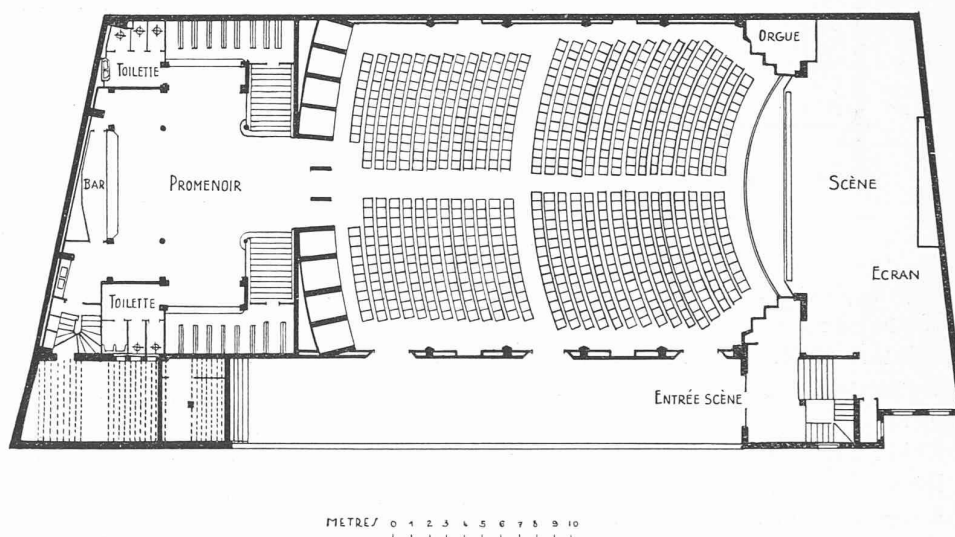 ORGUE
TOILETTE
BAR
PROMENOIR
SCÈNE
ECRAN
TOILETTE
ENTRÉE SCÈNE
METRES 0 1 2 3 4 5 6 7 8 9 10